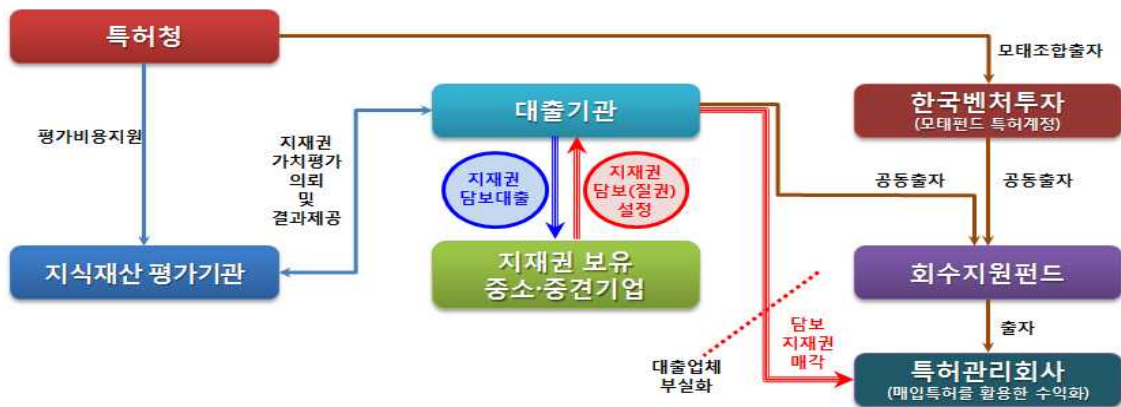 특허청
모태조합출자
대출기관
한국벤처투자
(모태펀드 특허계정)
평가비용지원
지재권
가치평가
의뢰
및
결과제공
지재권
담보대출
지재권
담보(질권)
설정
공동출자
공동출자
지식재산 평가기관
지재권 보유
중소·중견기업
회수지원펀드
출자
담보
지재권
매각
대출업체
부실화
특허관리회사
(매입특허를 활용한 수익화)